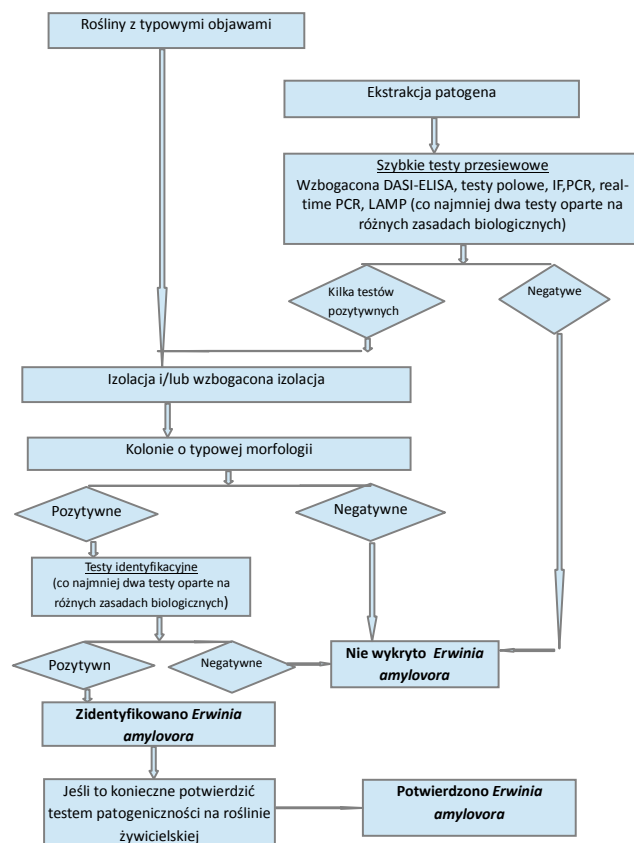 Rośliny z typowymi objawami
Ekstrakcja patogena
Szybkie testy przesiewowe
Wzbogacona DASI-ELISA, testy polowe, IF,PCR, real-
time PCR, LAMP (co najmniej dwa testy oparte na
różnych zasadach biologicznych)
Kilka testów
pozytywnych
Negatywe
Izolacja i/lub wzbogacona izolacja
Kolonie o typowej morfologii
Pozytywne
Negatywne
Testy identyfikacyjne
(co najmniej dwa testy oparte na
różnych zasadach biologicznych)
Pozytywn
Negatywne
Nie wykryto Erwinia
amylovora
Zidentyfikowano Erwinia
amylovora
Jeśli to konieczne potwierdzić
testem patogeniczności na roślinie
żywicielskiej
Potwierdzono Erwinia
amylovora